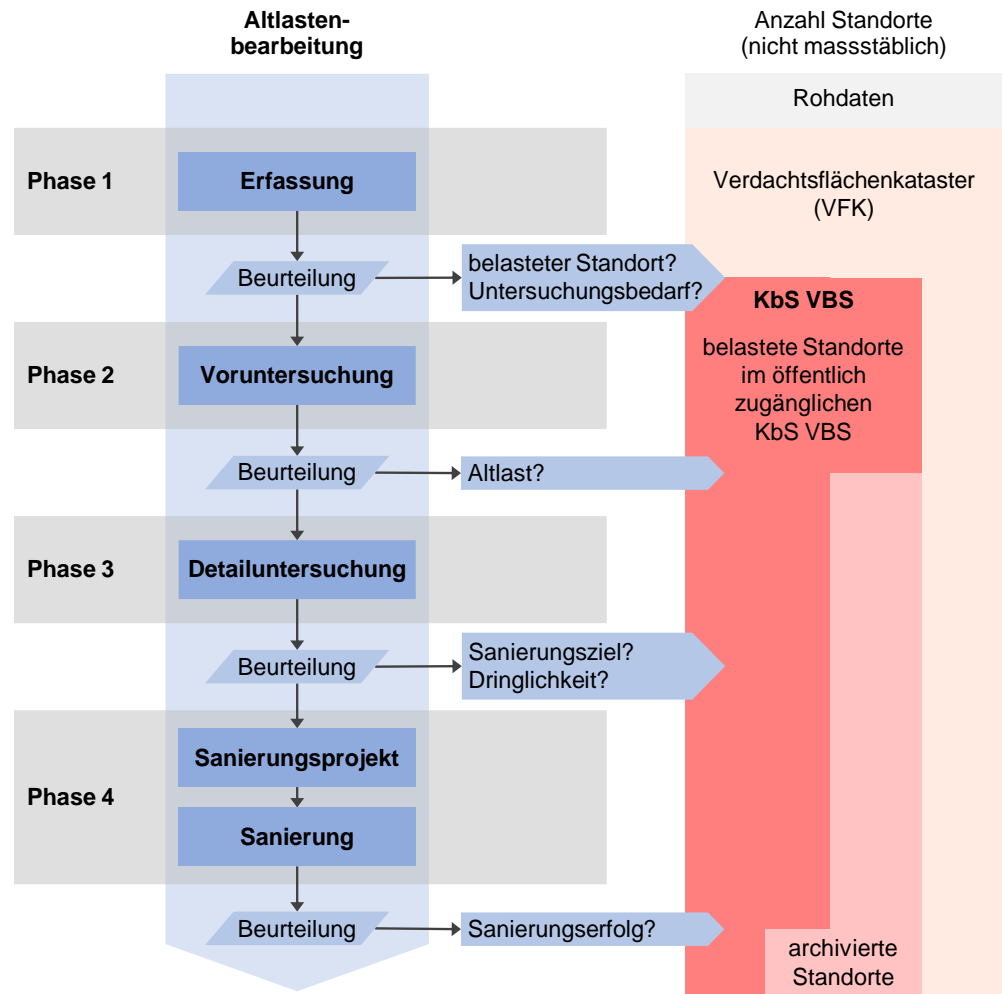 Altlasten-
bearbeitung
Anzahl Standorte
(nicht massstäblich)
Rohdaten
Phase 1
Erfassung
Verdachtsflächenkataster
(VFK)
Beurteilung
belasteter Standort?
Untersuchungsbedarf?
KbS VBS
belastete Standorte
im öffentlich
zugänglichen
KbS VBS
Phase 2
Voruntersuchung
Beurteilung
Altlast?
Phase 3
Detailuntersuchung
Beurteilung
Sanierungsziel?
Dringlichkeit?
Phase 4
Sanierungsprojekt
Sanierung
Beurteilung
Sanierungserfolg?
archivierte
Standorte